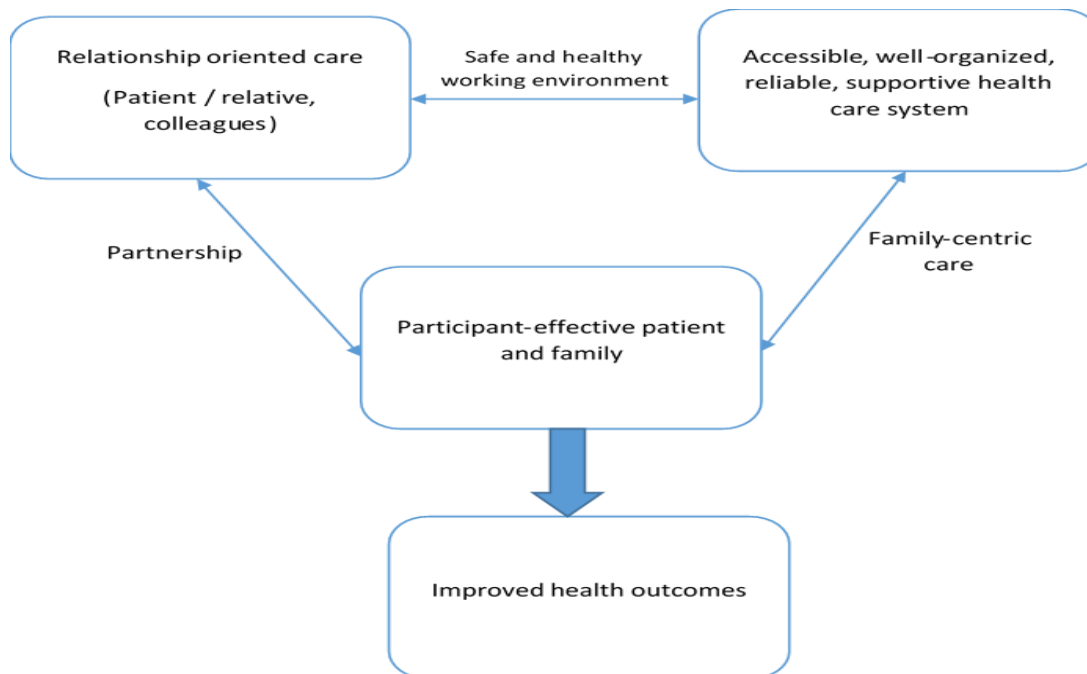 Relationship oriented care
(Patient / relative,
colleagues)
Safe and healthy
working environment
Accessible, well-organized,
reliable, supportive health
care system
Partnership
Family-centric
care
Participant-effective patient
and family
Improved health outcomes